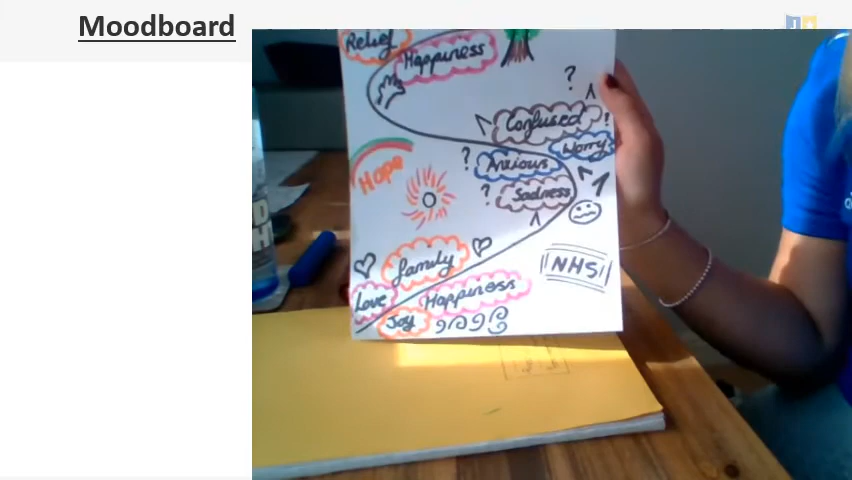 Moodboard
Relief
Happiness
?
Confused
?
Worry
?
Anxious
Hope
?
Sadness
family
NHS
Love
Happiness
Joy